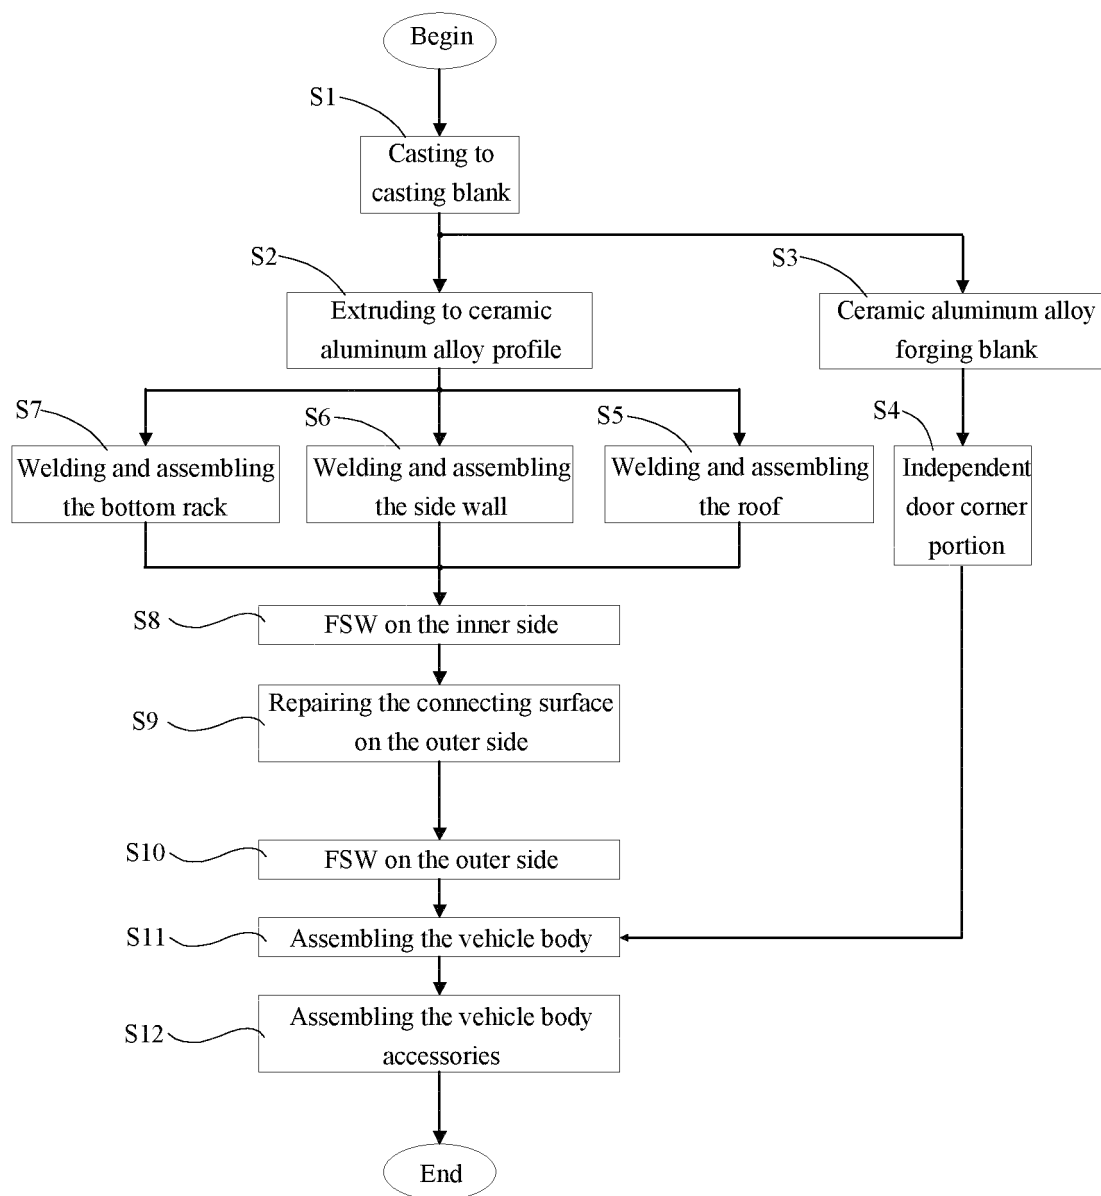 Begin
S1
Casting to
casting blank
S2
S3
Extruding to ceramic
aluminum alloy profile
Ceramic aluminum alloy
forging blank
S7
S6
S5
S4
Welding and assembling
the bottom rack
Welding and assembling
the side wall
Welding and assembling
the roof
Independent
door corner
portion
S8
FSW on the inner side
S9
Repairing the connecting surface
on the outer side
S10
FSW on the outer side
S11
Assembling the vehicle body
S12
Assembling the vehicle body
accessories
End